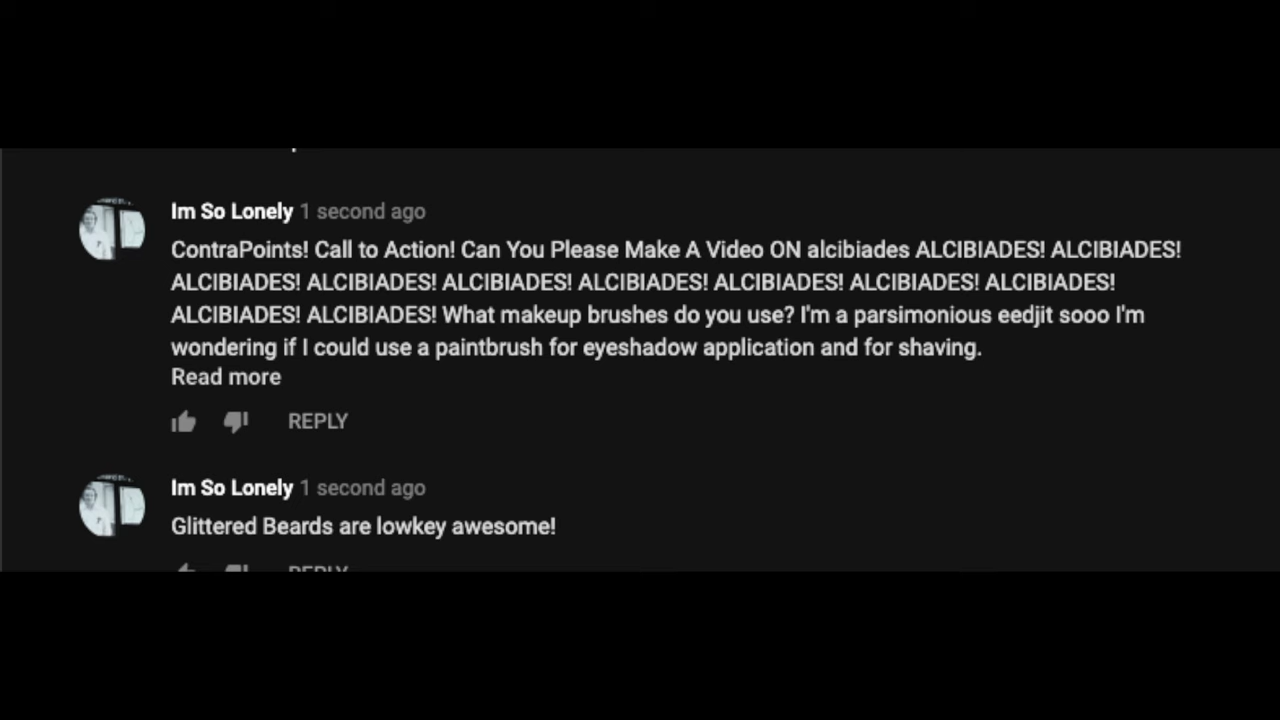 Im So Lonely 1 second ago
ContraPoints! Call to Action! Can You Please Make A Video ON alcibiades ALCIBIADES! ALCIBIADES!
ALCIBIADES! ALCIBIADES! ALCIBIADES! ALCIBIADES! ALCIBIADES! ALCIBIADES! ALCIBIADES!
ALCIBIADES! ALCIBIADES! What makeup brushes do you use? I'm a parsimonious eedjit sooo I'm
wondering if I could use a paintbrush for eyeshadow application and for shaving.
Read more
REPLY
Im So Lonely 1 second ago
Glittered Beards are lowkey awesome!
REPLY